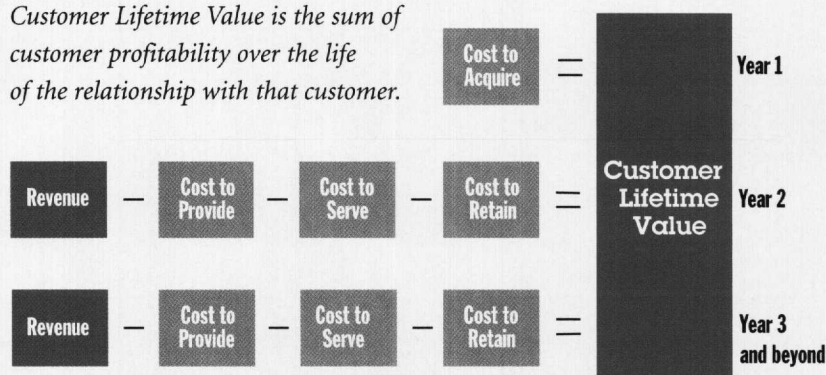 Customer Lifetime Value is the sum of
customer profitability over the life
of the relationship with that customer.
Cost to
Acquire
=
Year 1
Revenue
–
Cost to
Provide
–
Cost to
Serve
–
Cost to
Retain
=
Customer
Lifetime
Value
Year 2
Revenue
–
Cost to
Provide
–
Cost to
Serve
–
Cost to
Retain
=
Year 3
and beyond